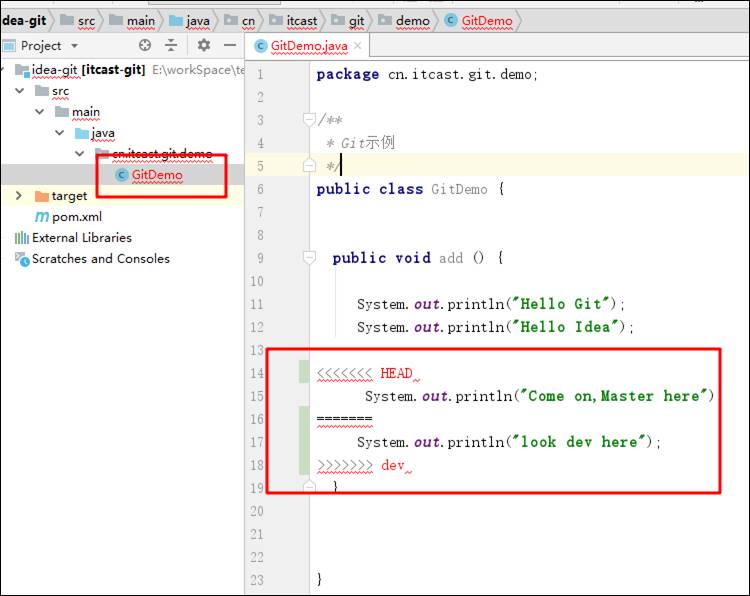 dea-git src main java cn itcast git demo GitDemo
Project
idea-git [itcast-git] E:\workSpace\te
src
main
java
cn.itcast.git.demo
GitDemo
target
pom.xml
External Libraries
Scratches and Consoles
GitDemo.java
1 package cn.itcast.git.demo;
2
3 /**
4 * Git示例
5 */
6 public class GitDemo {
7
8
9 public void add () {
10
11 System.out.println("Hello Git");
12 System.out.println("Hello Idea");
13
14 <<<<<<< HEAD
15 System.out.println("Come on,Master here")
16 =======
17 System.out.println("look dev here");
18 >>>>>>> dev
19 }
20
21
22
23 }